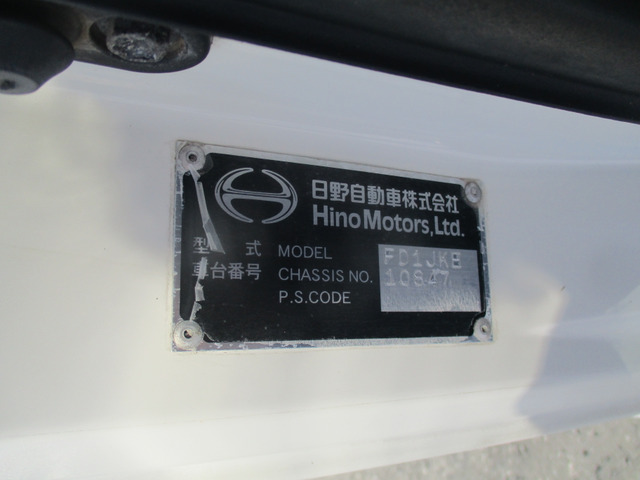 日野自動車株式会社
Hino Motors, Ltd.
型 式 MODEL FD1JKB
車台番号 CHASSIS NO. 10847
P.S.CODE